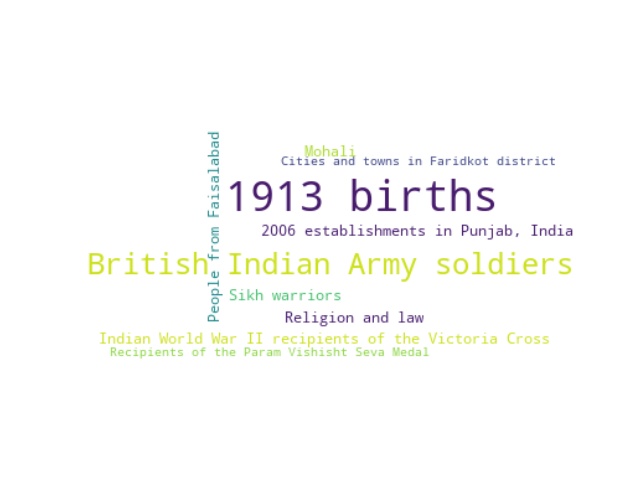 Mohali
Cities and towns in Faridkot district
People from Faisalabad
1913 births
2006 establishments in Punjab, India
British Indian Army soldiers
Sikh warriors
Religion and law
Indian World War II recipients of the Victoria Cross
Recipients of the Param Vishisht Seva Medal